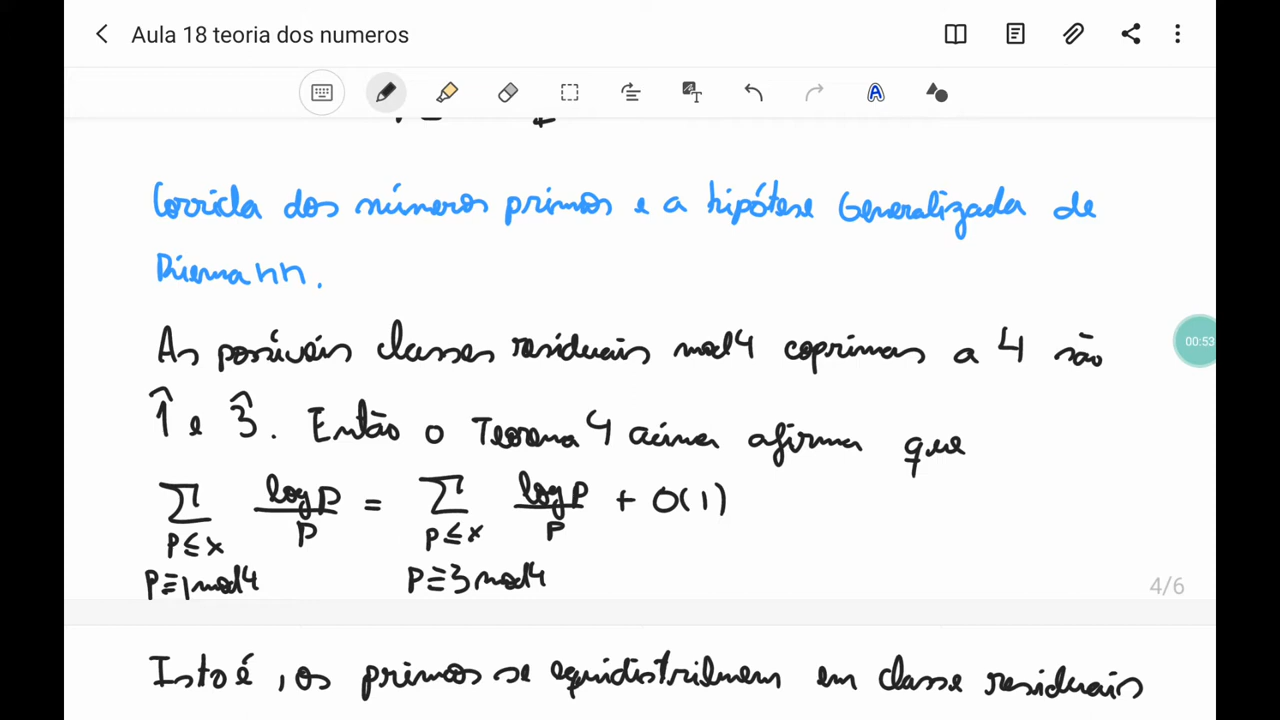 Aula 18 teoria dos numeros
Corrida dos números primos e a hipótese Generalizada de
Riemann.
As possíveis classes residuais mod 4 coprimas a 4 são
1̂ e 3̂. Então o Teorema 4 acima afirma que
∑ log p / p = ∑ log p / p + O(1)
p ≤ x p ≤ x
p ≡ 1 mod 4 p ≡ 3 mod 4
4/6
Isto é, os primos se equidistribuem em classe residuais
00:53